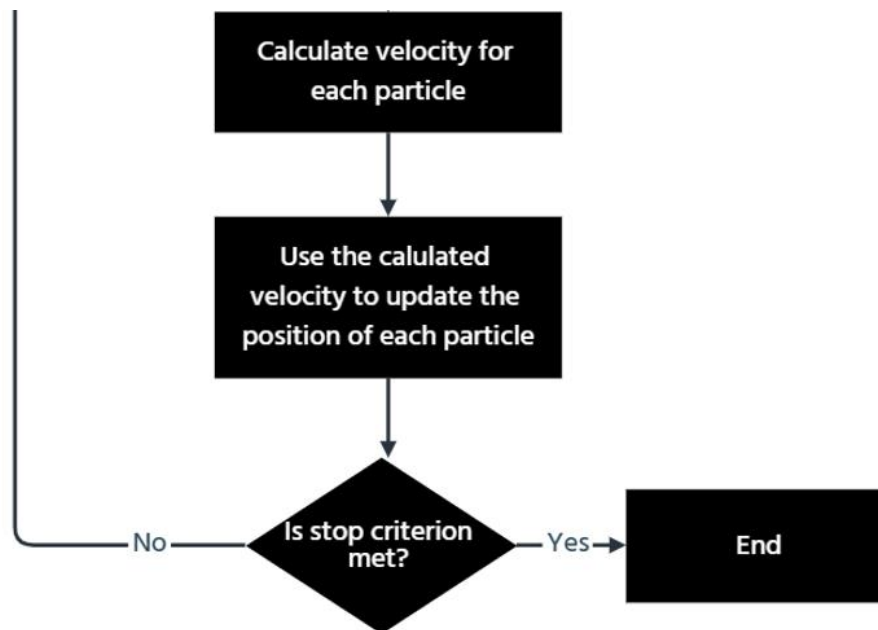 Calculate velocity for
each particle
Use the calulated
velocity to update the
position of each particle
Is stop criterion
met?
No
Yes
End